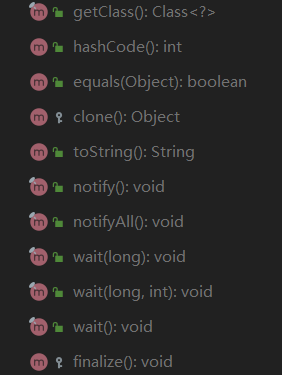 getClass(): Class<?>
hashCode(): int
equals(Object): boolean
clone(): Object
toString(): String
notify(): void
notifyAll(): void
wait(long): void
wait(long, int): void
wait(): void
finalize(): void